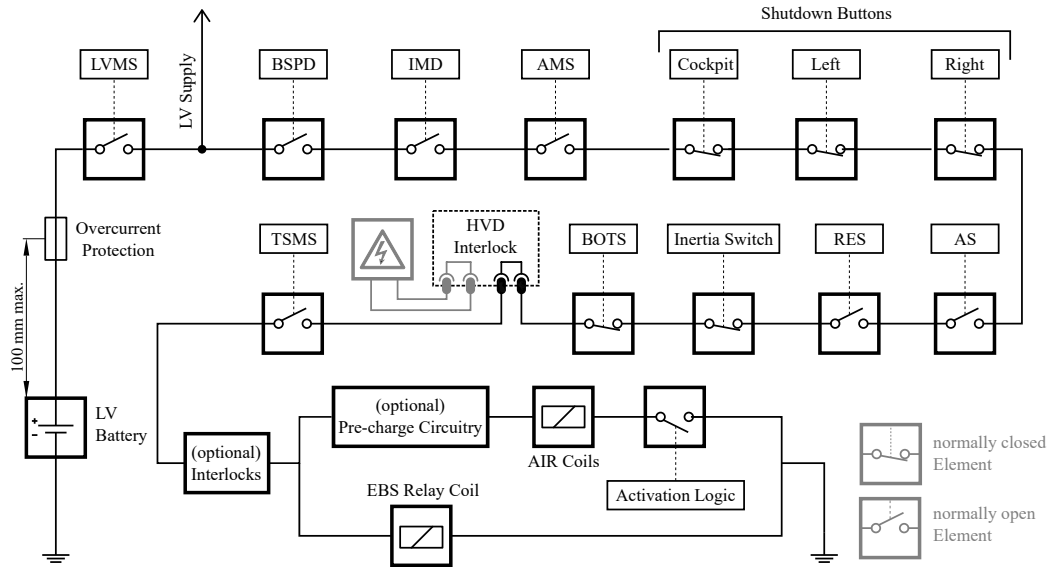 Shutdown Buttons
LVMS
BSPD
IMD
AMS
Cockpit
Left
Right
LV Supply
Overcurrent
Protection
100 mm max.
TSMS
HVD
Interlock
BOTS
Inertia Switch
RES
AS
+
-
LV
Battery
(optional)
Interlocks
(optional)
Pre-charge Circuitry
AIR Coils
Activation Logic
EBS Relay Coil
normally closed
Element
normally open
Element